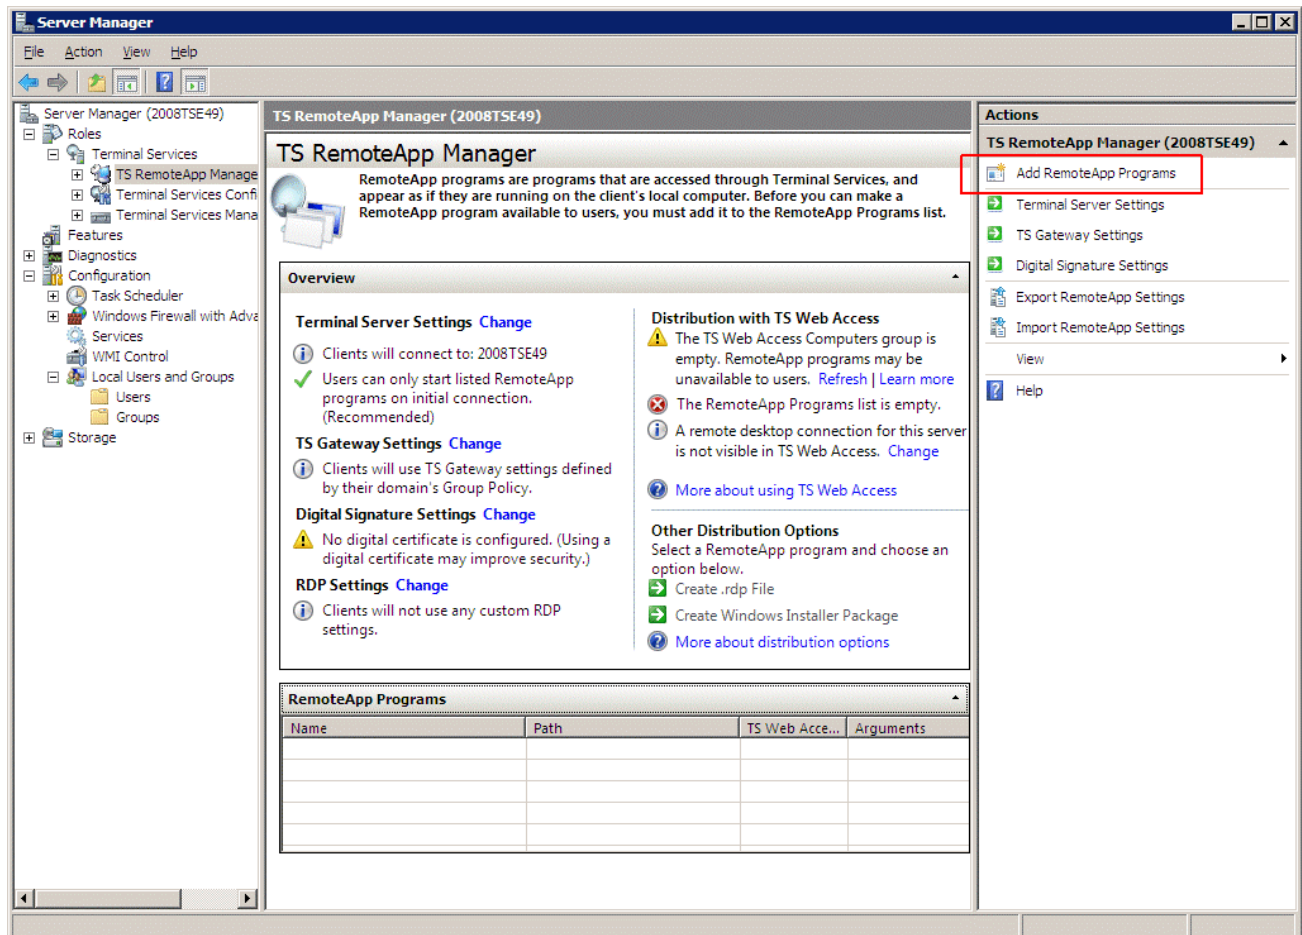 Server Manager
File Action View Help
Server Manager (2008TSE49)
Roles
Terminal Services
TS RemoteApp Manage
Terminal Services Confi
Terminal Services Mana
Features
Diagnostics
Configuration
Task Scheduler
Windows Firewall with Adva
Services
WMI Control
Local Users and Groups
Users
Groups
Storage
TS RemoteApp Manager (2008TSE49)
TS RemoteApp Manager
RemoteApp programs are programs that are accessed through Terminal Services, and
appear as if they are running on the client's local computer. Before you can make a
RemoteApp program available to users, you must add it to the RemoteApp Programs list.
Overview
Terminal Server Settings Change
Clients will connect to: 2008TSE49
Users can only start listed RemoteApp
programs on initial connection.
(Recommended)
TS Gateway Settings Change
Clients will use TS Gateway settings defined
by their domain's Group Policy.
Digital Signature Settings Change
No digital certificate is configured. (Using a
digital certificate may improve security.)
RDP Settings Change
Clients will not use any custom RDP
settings.
Distribution with TS Web Access
The TS Web Access Computers group is
empty. RemoteApp programs may be
unavailable to users. Refresh | Learn more
The RemoteApp Programs list is empty.
A remote desktop connection for this server
is not visible in TS Web Access. Change
More about using TS Web Access
Other Distribution Options
Select a RemoteApp program and choose an
option below.
Create .rdp File
Create Windows Installer Package
More about distribution options
RemoteApp Programs
Name Path TS Web Acce... Arguments
Actions
TS RemoteApp Manager (2008TSE49)
Add RemoteApp Programs
Terminal Server Settings
TS Gateway Settings
Digital Signature Settings
Export RemoteApp Settings
Import RemoteApp Settings
View
Help